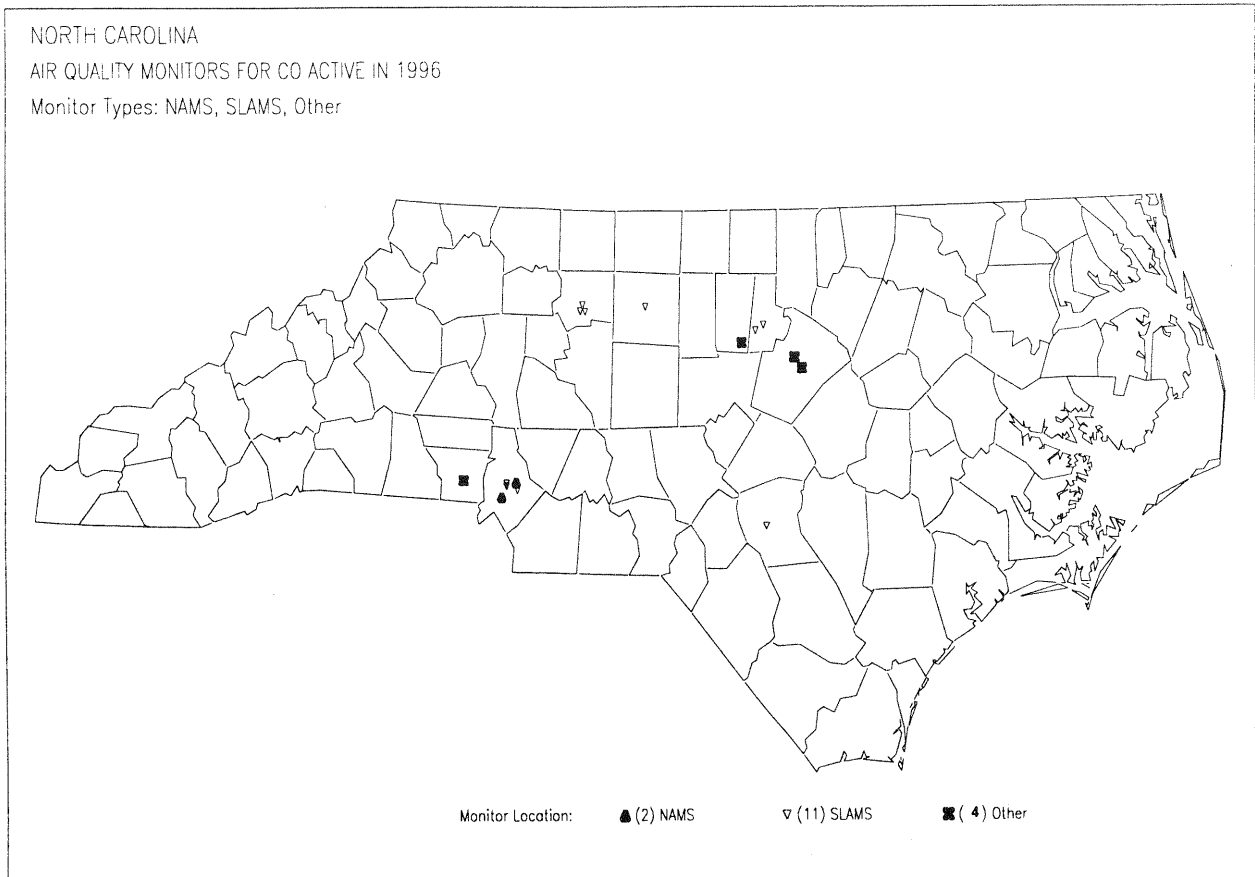 NORTH CAROLINA
AIR QUALITY MONITORS FOR CO ACTIVE IN 1996
Monitor Types: NAMS, SLAMS, Other
Monitor Location: (2) NAMS (11) SLAMS ( 4 ) Other